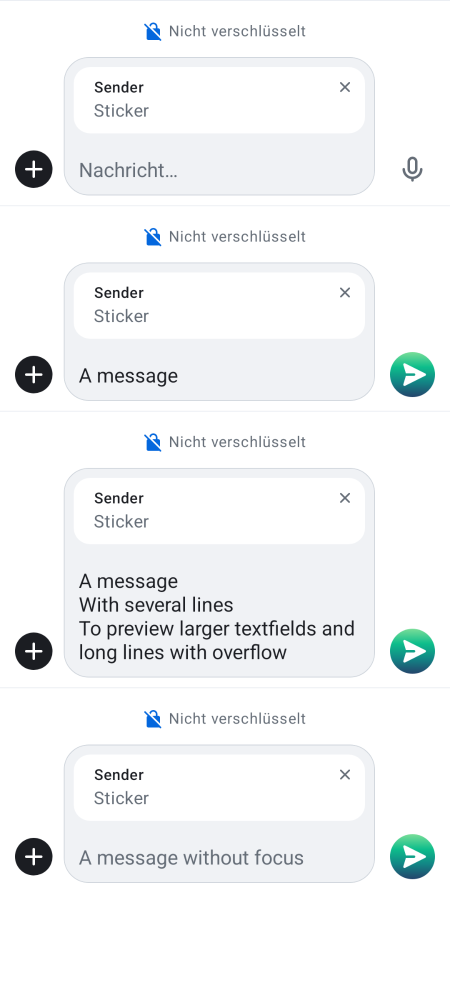 Nicht verschlüsselt
Sender
Sticker
Nachricht…
Nicht verschlüsselt
Sender
Sticker
A message
Nicht verschlüsselt
Sender
Sticker
A message
With several lines
To preview larger textfields and
long lines with overflow
Nicht verschlüsselt
Sender
Sticker
A message without focus